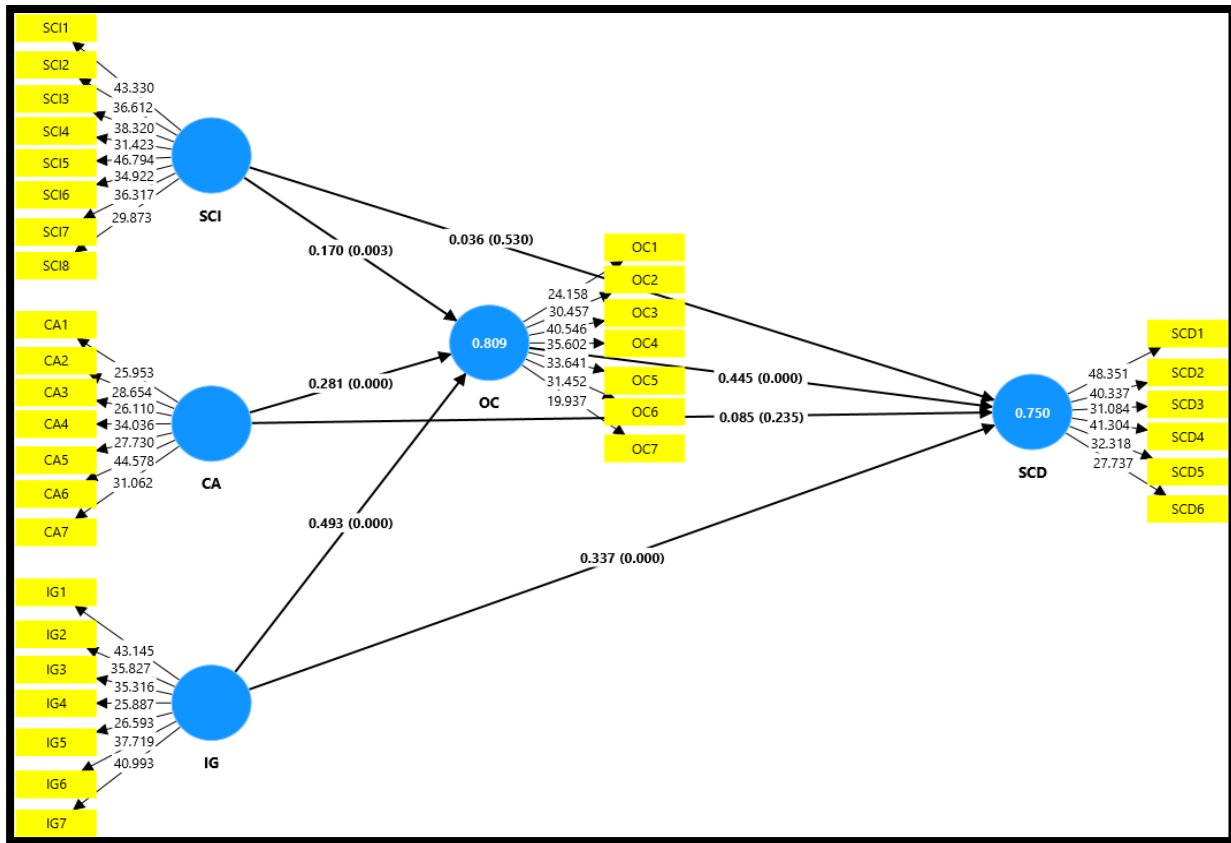 SCI1
SCI2
SCI3
SCI4
SCI5
SCI6
SCI7
SCI8
43.330
36.612
38.320
31.423
46.794
34.922
36.317
29.873
SCI
0.170 (0.003)
0.036 (0.530)
CA1
CA2
CA3
CA4
CA5
CA6
CA7
25.953
28.654
26.110
34.036
27.730
44.578
31.062
CA
0.281 (0.000)
0.085 (0.235)
IG1
IG2
IG3
IG4
IG5
IG6
IG7
43.145
35.827
35.316
25.887
26.593
37.719
40.993
IG
0.493 (0.000)
0.337 (0.000)
0.809
OC
24.158
30.457
40.546
35.602
33.641
31.452
19.937
OC1
OC2
OC3
OC4
OC5
OC6
OC7
0.445 (0.000)
0.750
SCD
48.351
40.337
31.084
41.304
32.318
27.737
SCD1
SCD2
SCD3
SCD4
SCD5
SCD6